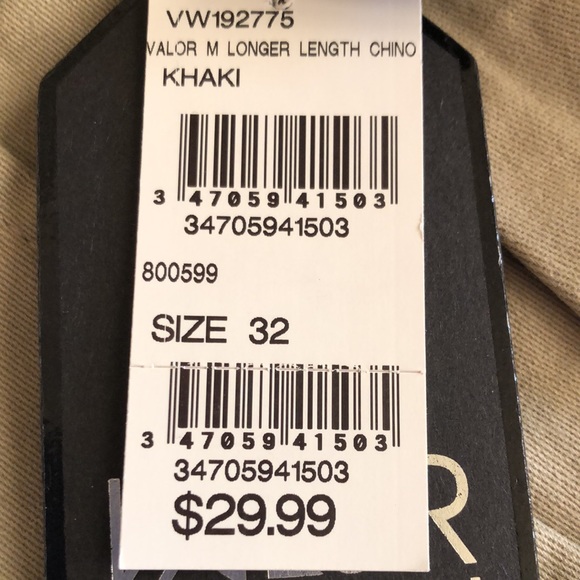 VW192775
VALOR M LONGER LENGTH CHINO
KHAKI
3 47059 41503
34705941503
800599
SIZE 32
3 47059 41503
34705941503
$29.99